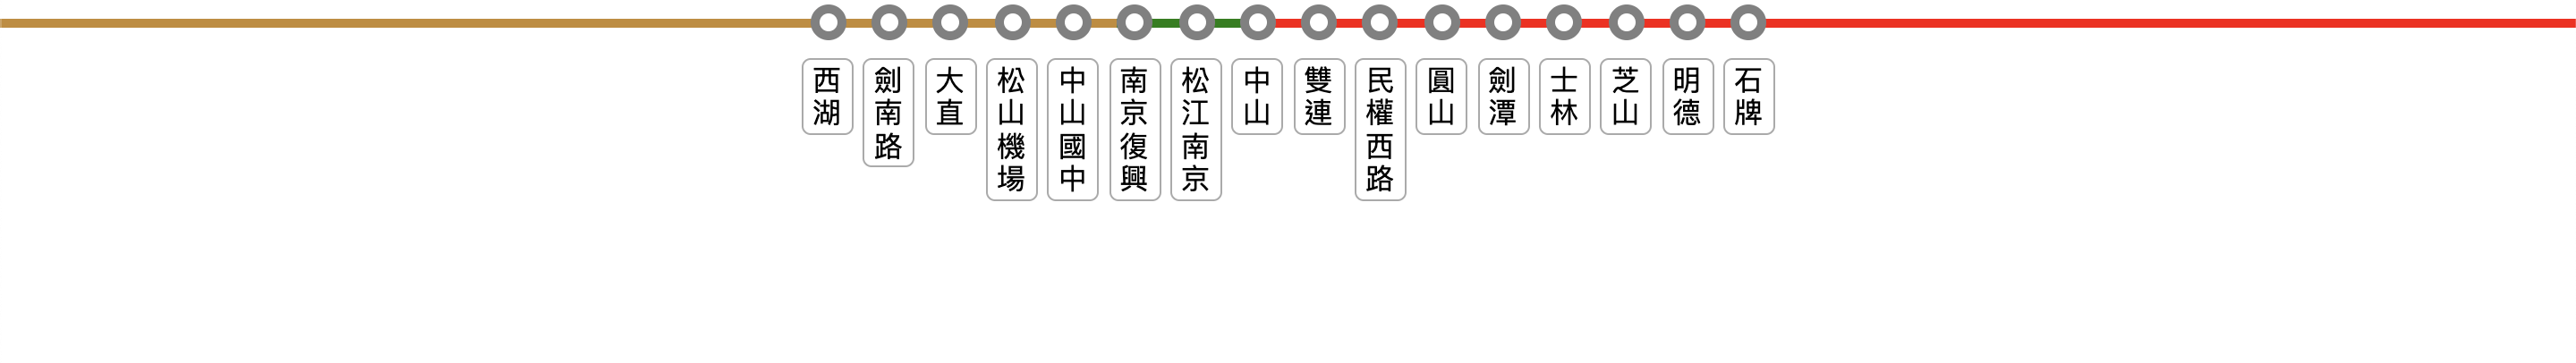 西湖
劍南路
大直
松山機場
中山國中
南京復興
松江南京
中山
雙連
民權西路
圓山
劍潭
士林
芝山
明德
石牌